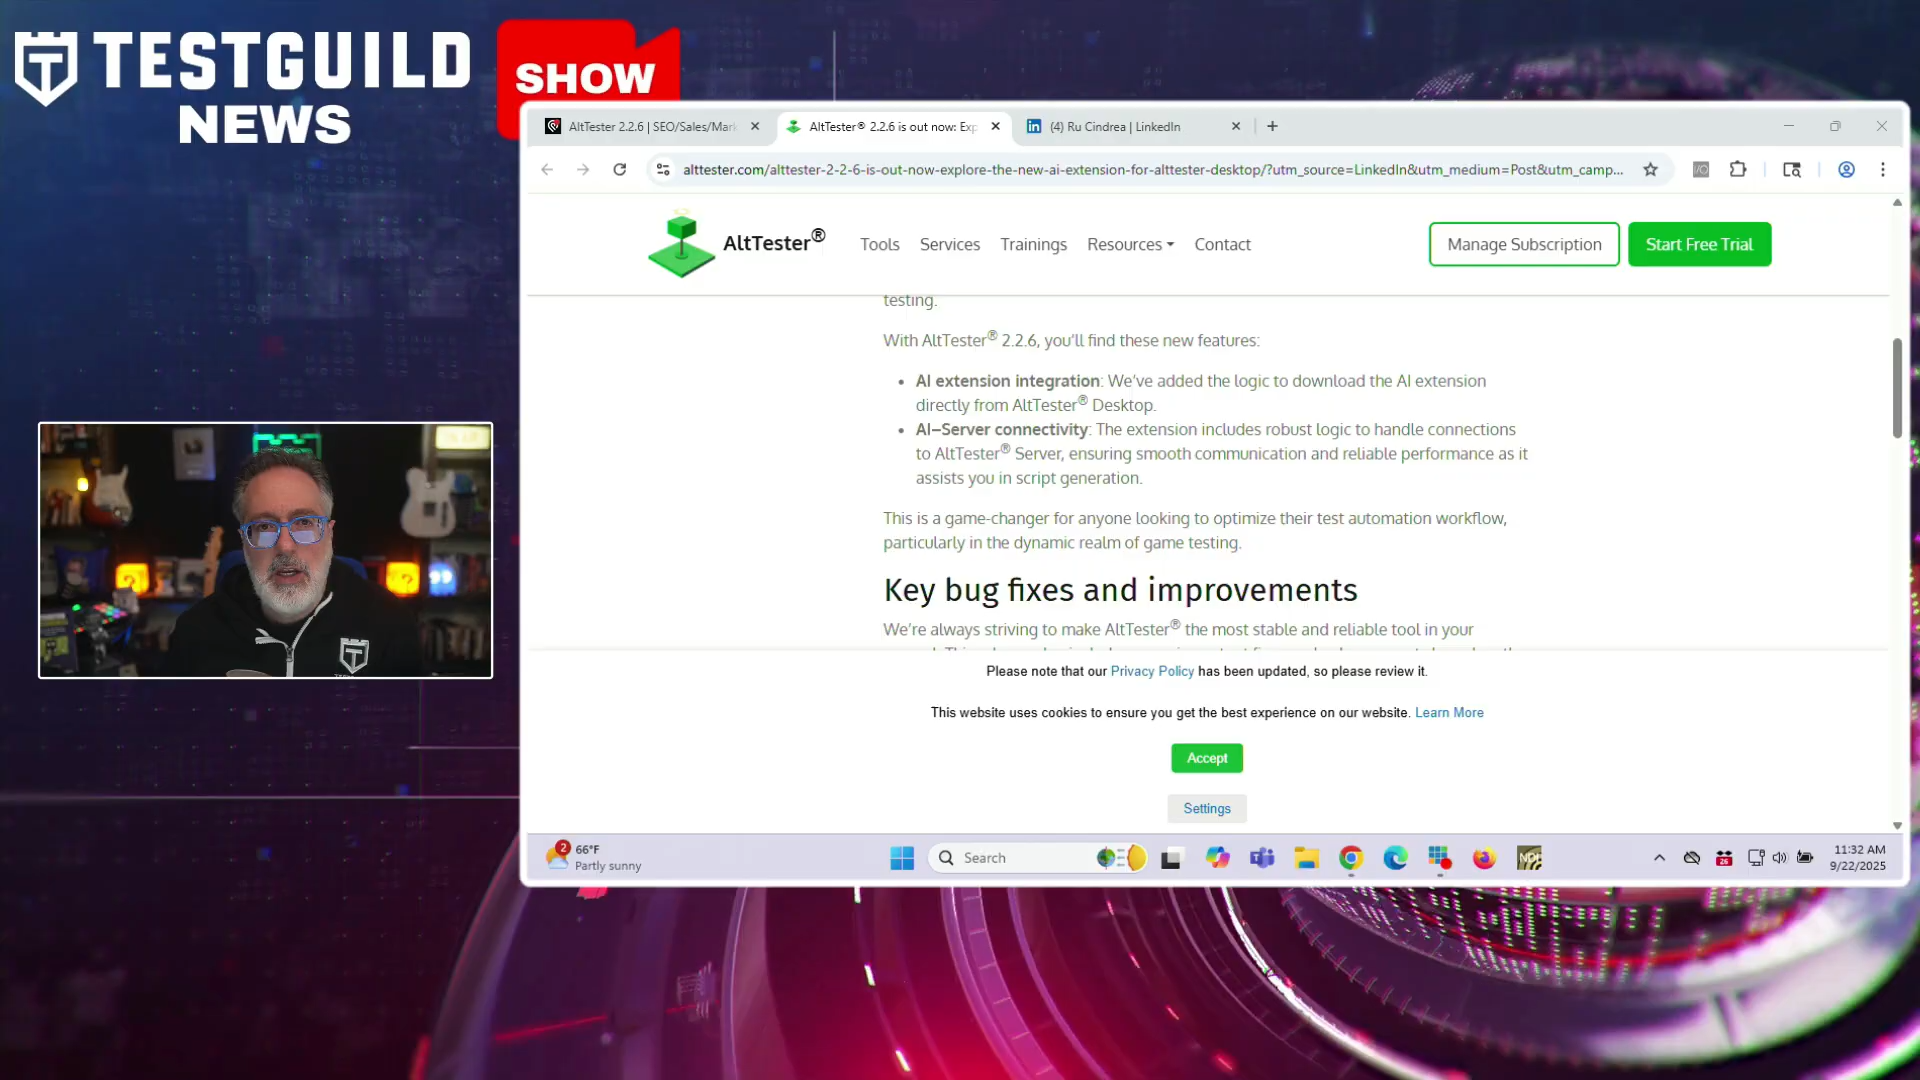 TESTGUILD
NEWS
SHOW
AltTester 2.2.6 | SEO/Sales/Mark
AltTester® 2.2.6 is out now: Exp
(4) Ru Cindrea | LinkedIn
alttester.com/alttester-2-2-6-is-out-now-explore-the-new-ai-extension-for-alttester-desktop/?utm_source=LinkedIn&utm_medium=Post&utm_camp...
AltTester®
Tools
Services
Trainings
Resources
Contact
Manage Subscription
Start Free Trial
testing.
With AltTester® 2.2.6, you'll find these new features:
• AI extension integration: We've added the logic to download the AI extension
directly from AltTester® Desktop.
• AI–Server connectivity: The extension includes robust logic to handle connections
to AltTester® Server, ensuring smooth communication and reliable performance as it
assists you in script generation.
This is a game-changer for anyone looking to optimize their test automation workflow,
particularly in the dynamic realm of game testing.
Key bug fixes and improvements
We're always striving to make AltTester® the most stable and reliable tool in your
Please note that our Privacy Policy has been updated, so please review it.
This website uses cookies to ensure you get the best experience on our website. Learn More
Accept
Settings
2
66°F
Partly sunny
Search
26
NDI
11:32 AM
9/22/2025